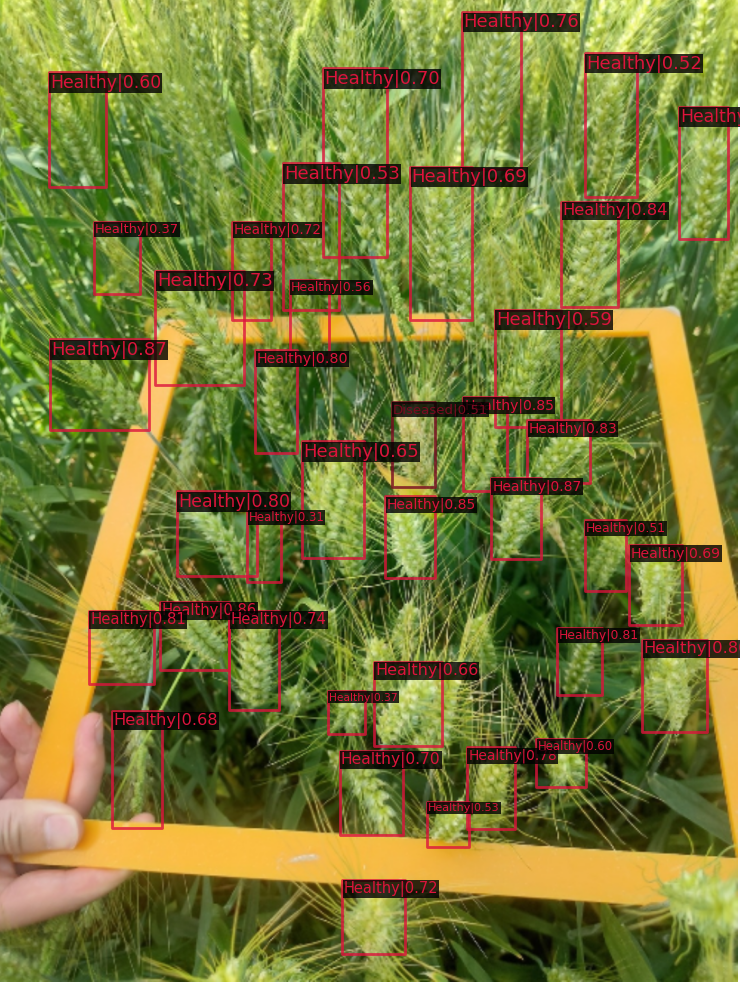 Healthy|0.76
Healthy|0.52
Healthy|0.60
Healthy|0.70
Healthy
Healthy|0.53
Healthy|0.69
Healthy|0.84
Healthy|0.37
Healthy|0.72
Healthy|0.73
Healthy|0.56
Healthy|0.59
Healthy|0.87
Healthy|0.80
Healthy|0.85
Diseased|0.51
Healthy|0.83
Healthy|0.65
Healthy|0.87
Healthy|0.80
Healthy|0.85
Healthy|0.31
Healthy|0.51
Healthy|0.69
Healthy|0.86
Healthy|0.81
Healthy|0.74
Healthy|0.81
Healthy|0.8
Healthy|0.66
Healthy|0.37
Healthy|0.68
Healthy|0.60
Healthy|0.70
Healthy|0.78
Healthy|0.53
Healthy|0.72